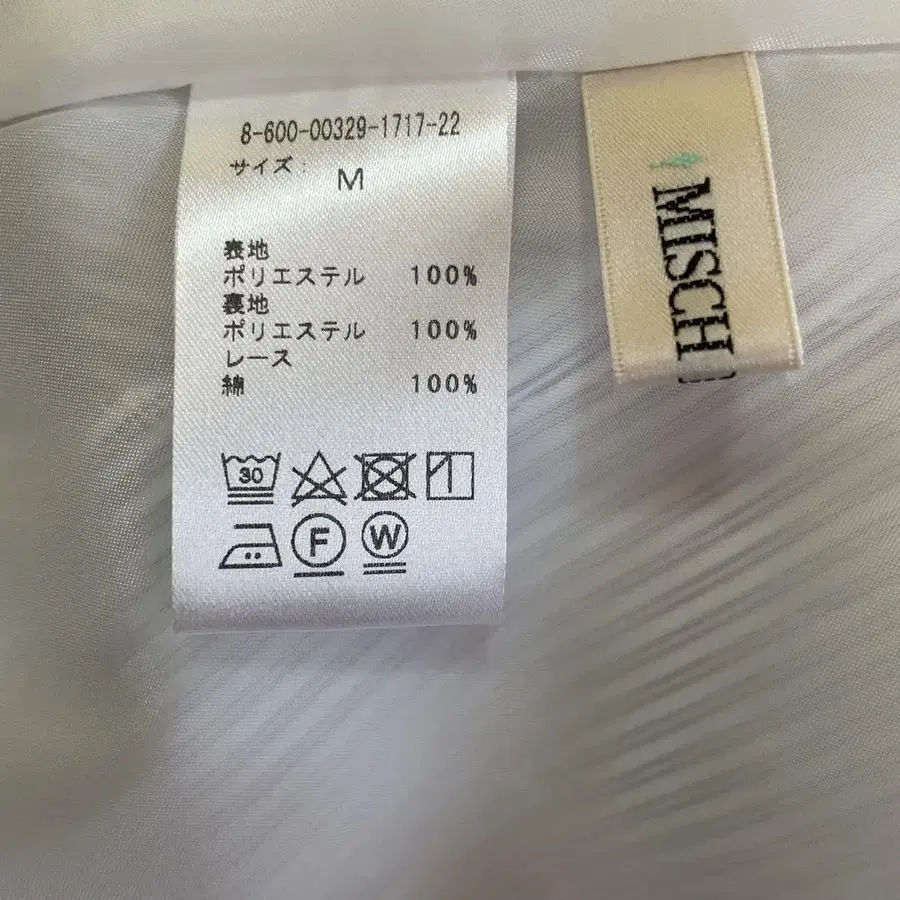 8-600-00329-1717-22
サイズ:
M
表地
ポリエステル 100%
裏地
ポリエステル 100%
レース
綿 100%
30
F
W
MISCH